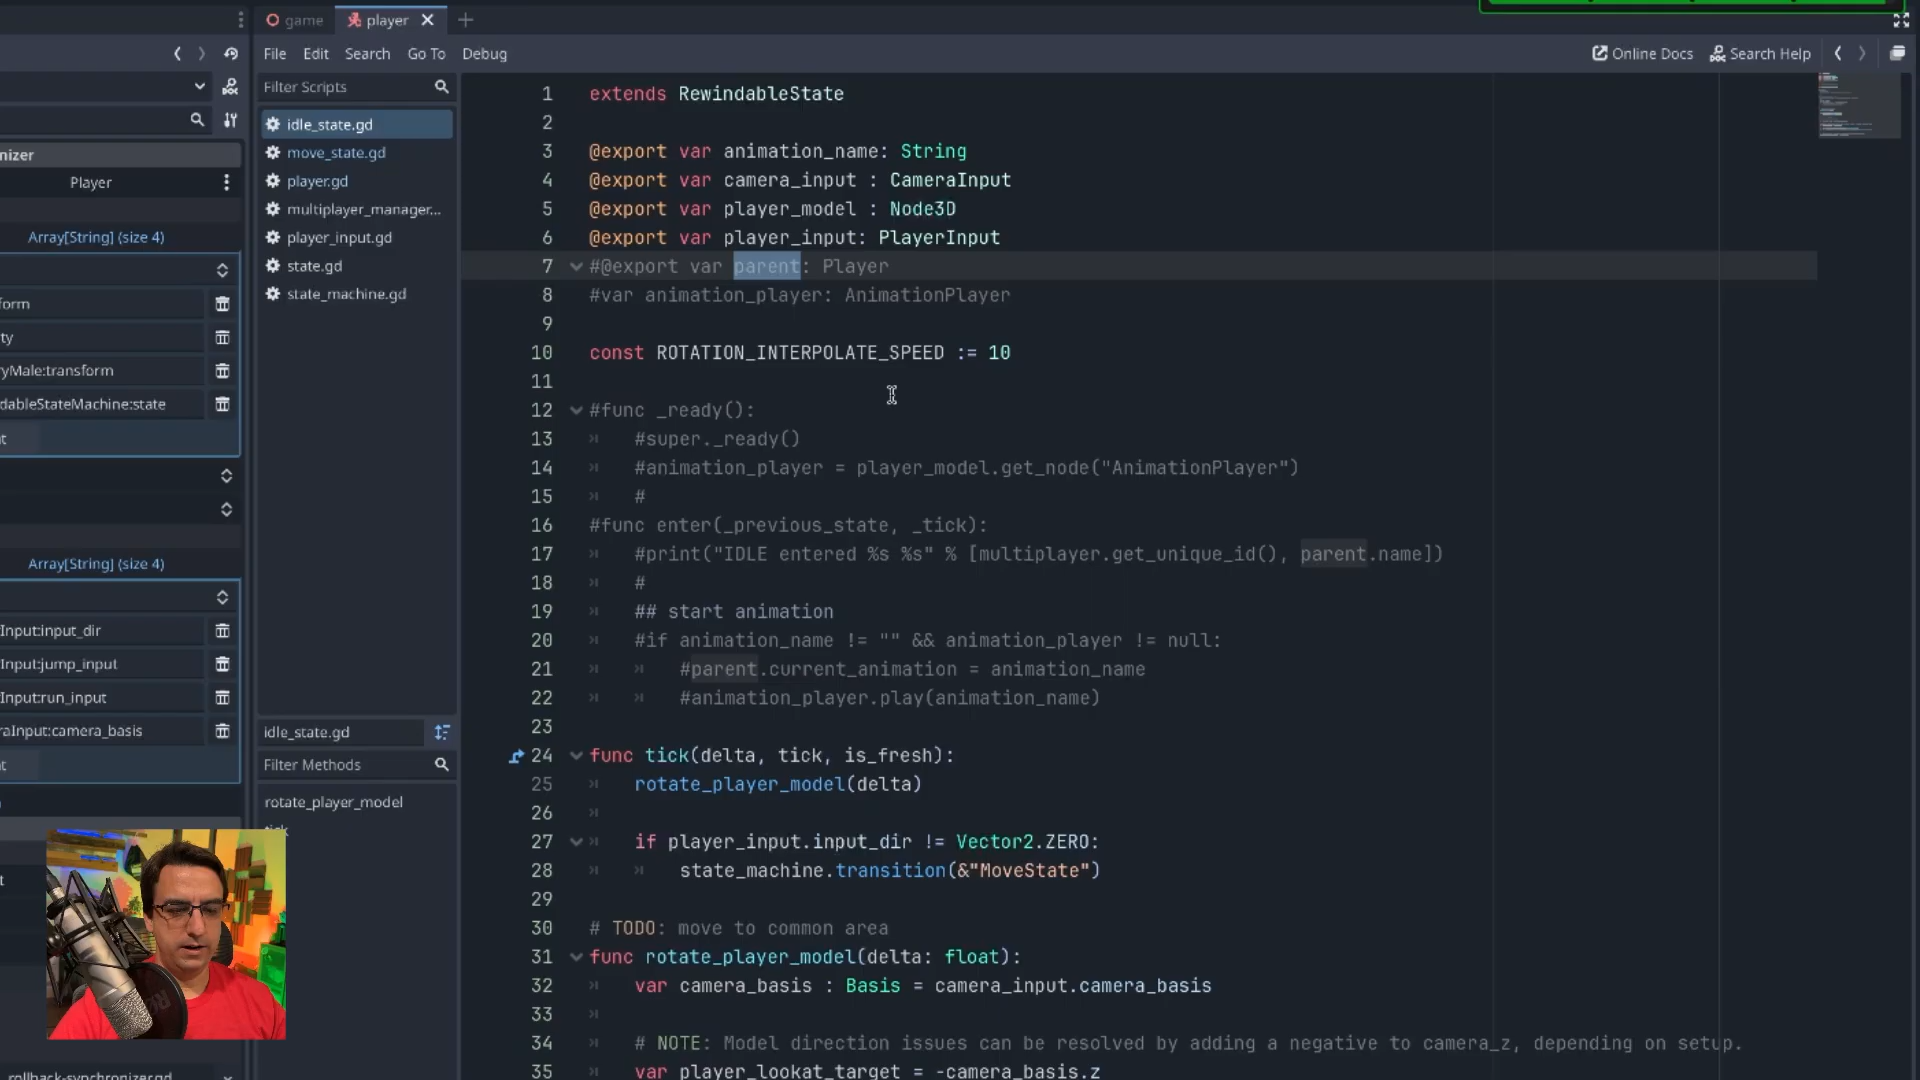 game
player
File Edit Search Go To Debug
Online Docs
Search Help
Filter Scripts
idle_state.gd
move_state.gd
player.gd
multiplayer_manager...
player_input.gd
state.gd
state_machine.gd
idle_state.gd
Filter Methods
rotate_player_model
tick
nizer
Player
Array[String] (size 4)
form
ty
yMale:transform
dableStateMachine:state
t
Array[String] (size 4)
Input:input_dir
Input:jump_input
Input:run_input
raInput:camera_basis
t
t
rollback-synchronizer.gd
1 extends RewindableState
2
3 @export var animation_name: String
4 @export var camera_input : CameraInput
5 @export var player_model : Node3D
6 @export var player_input: PlayerInput
7 #@export var parent: Player
8 #var animation_player: AnimationPlayer
9
10 const ROTATION_INTERPOLATE_SPEED := 10
11
12 #func _ready():
13 #super._ready()
14 #animation_player = player_model.get_node("AnimationPlayer")
15 #
16 #func enter(_previous_state, _tick):
17 #print("IDLE entered %s %s" % [multiplayer.get_unique_id(), parent.name])
18 #
19 ## start animation
20 #if animation_name != "" && animation_player != null:
21 #parent.current_animation = animation_name
22 #animation_player.play(animation_name)
23
24 func tick(delta, tick, is_fresh):
25 rotate_player_model(delta)
26
27 if player_input.input_dir != Vector2.ZERO:
28 state_machine.transition(&"MoveState")
29
30 # TODO: move to common area
31 func rotate_player_model(delta: float):
32 var camera_basis : Basis = camera_input.camera_basis
33
34 # NOTE: Model direction issues can be resolved by adding a negative to camera_z, depending on setup.
35 var player_lookat_target = -camera_basis.z